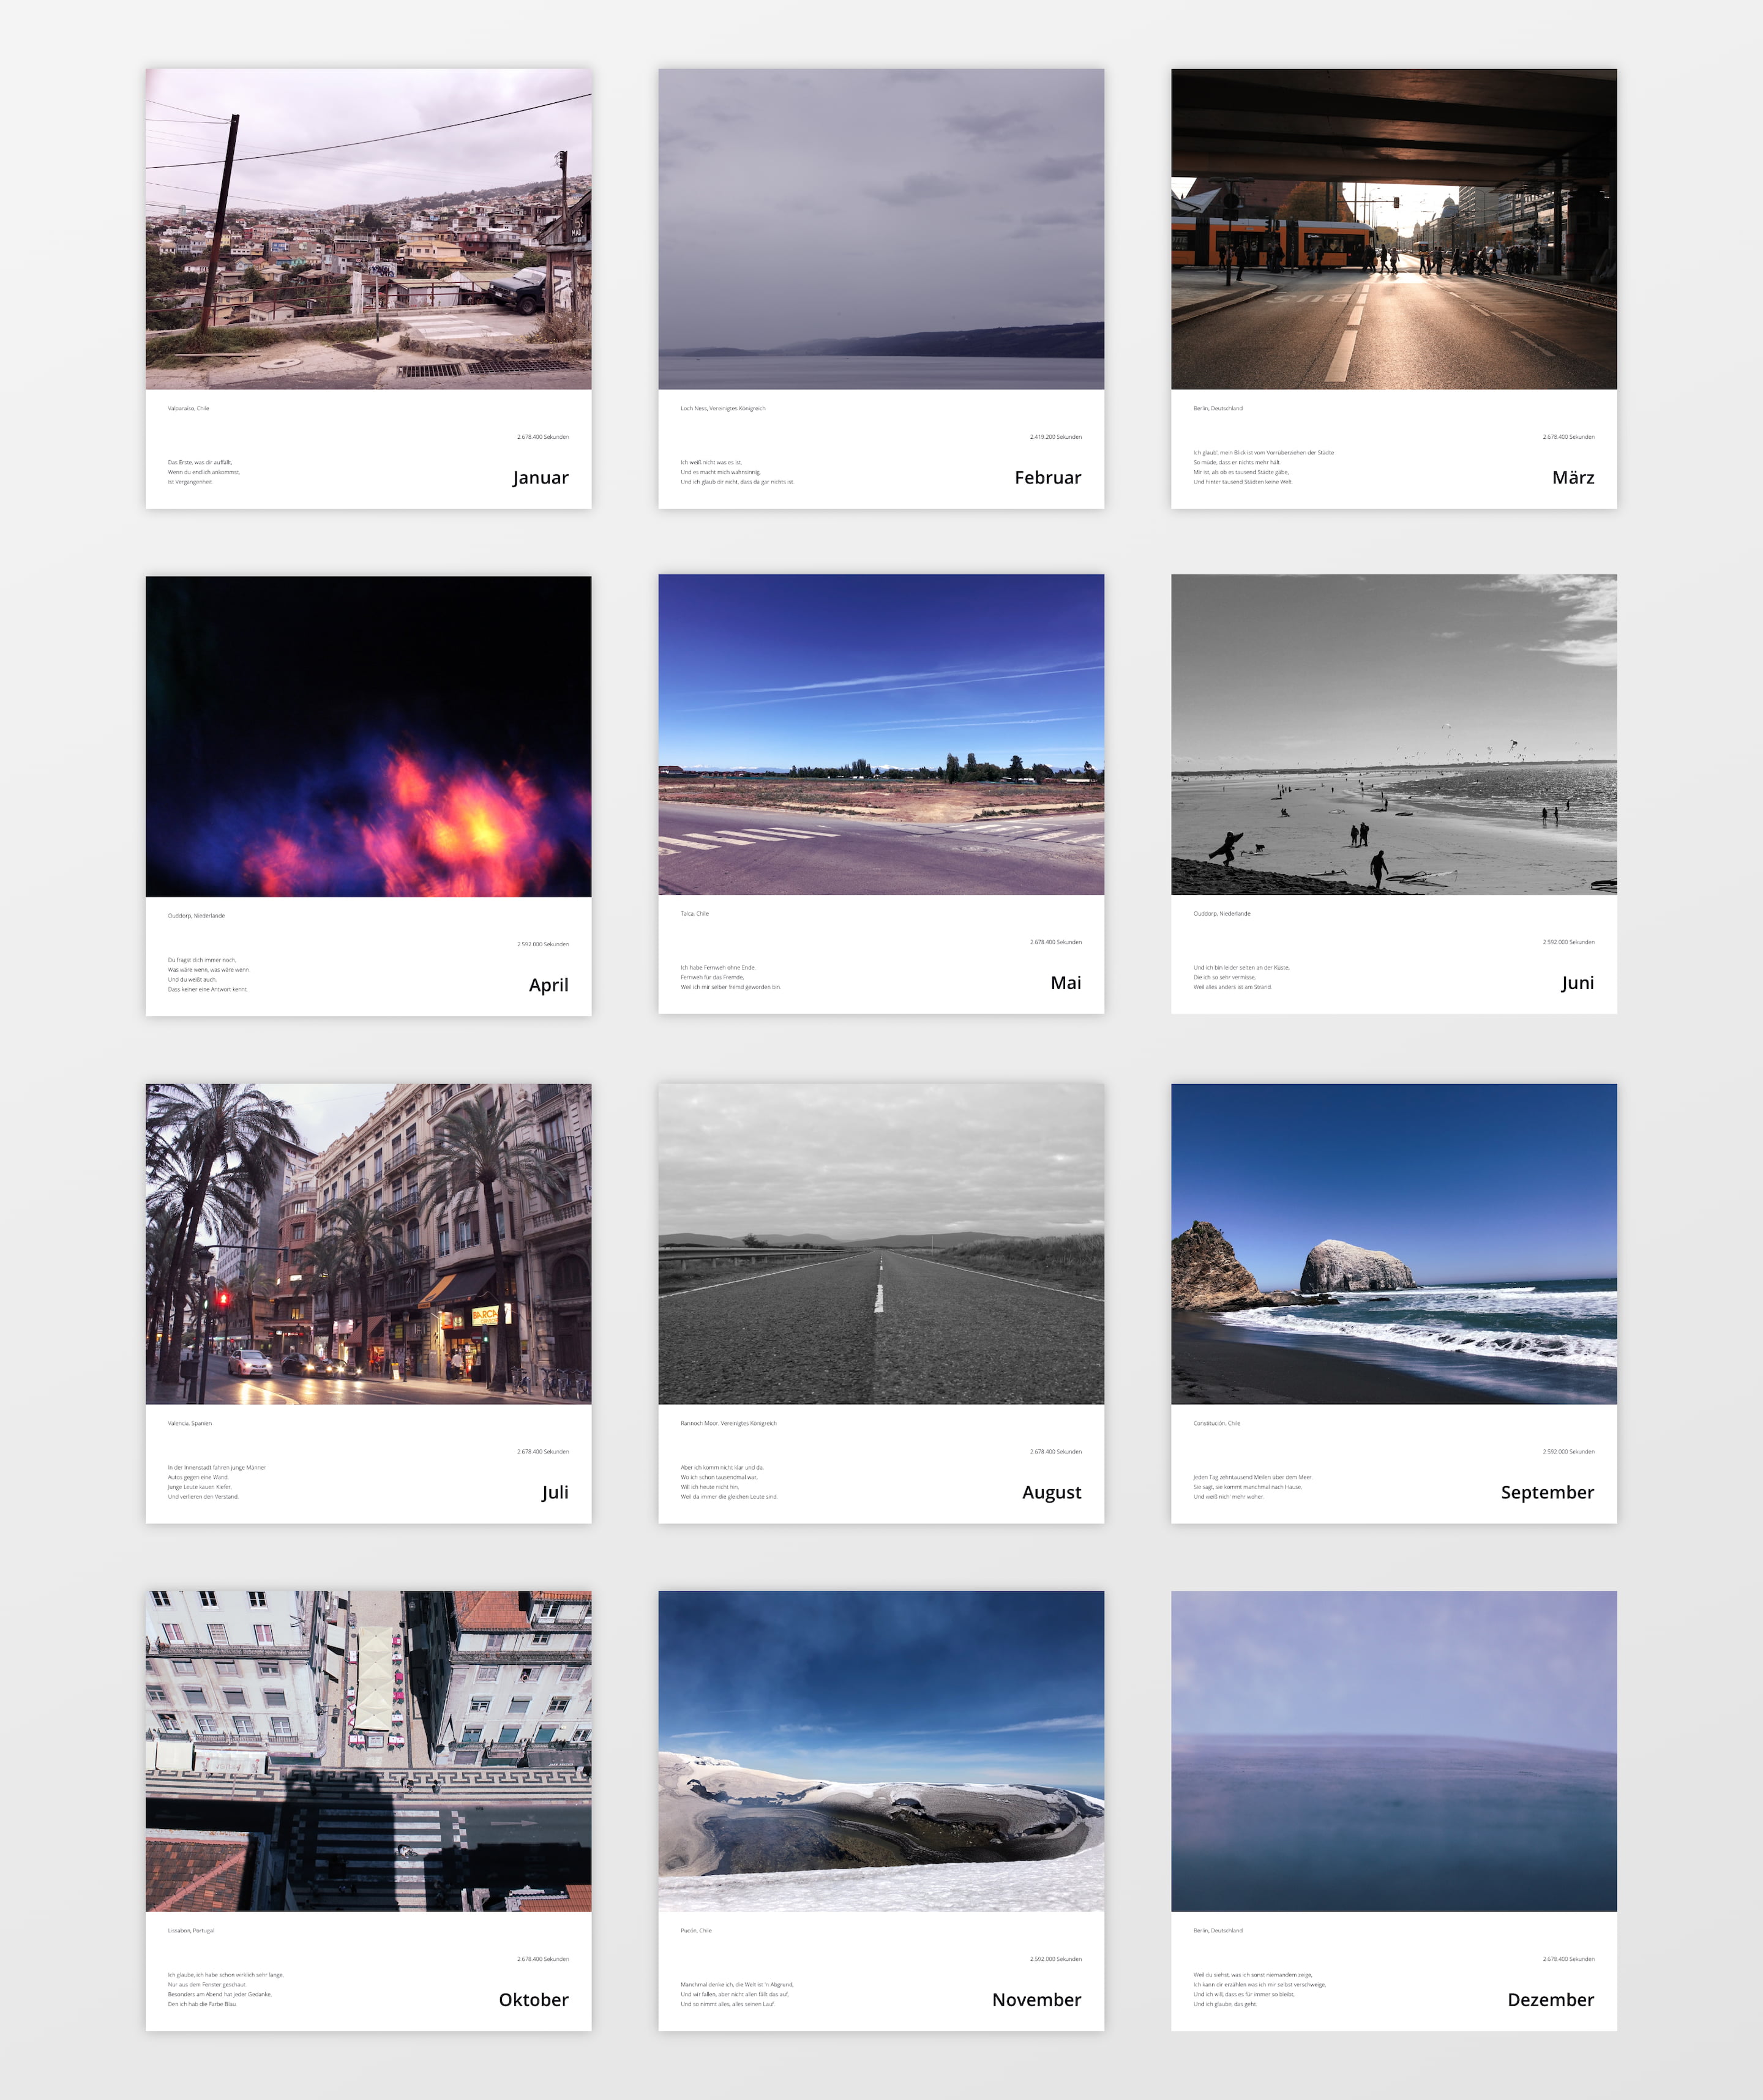 Valparaíso, Chile
2.678.400 Sekunden
Das Erste, was dir auffällt,
Wenn du endlich ankommst,
Ist Vergangenheit.
Januar
Loch Ness, Vereinigtes Königreich
2.419.200 Sekunden
Ich weiß nicht was es ist,
Und es macht mich wahnsinnig,
Und ich glaub dir nicht, dass da gar nichts ist.
Februar
Berlin, Deutschland
2.678.400 Sekunden
Ich glaub', mein Blick ist vom Vorrüberziehen der Städte
So müde, dass er nichts mehr hält.
Mir ist, als ob es tausend Städte gäbe,
Und hinter tausend Städten keine Welt.
März
Ouddorp, Niederlande
2.592.000 Sekunden
Du fragst dich immer noch,
Was wäre wenn, was wäre wenn
Und du weißt auch,
Dass keiner eine Antwort kennt.
April
Talca, Chile
2.678.400 Sekunden
Ich habe Fernweh ohne Ende.
Fernweh für das Fremde,
Weil ich mir selber fremd geworden bin.
Mai
Ouddorp, Niederlande
2.592.000 Sekunden
Und ich bin leider selten an der Küste,
Die ich so sehr vermisse,
Weil alles anders ist am Strand.
Juni
BARCA
Valencia, Spanien
2.678.400 Sekunden
In der Innenstadt fahren junge Männer
Autos gegen eine Wand.
Junge Leute kauen Kiefer,
Und verlieren den Verstand.
Juli
Rannoch Moor, Vereinigtes Königreich
2.678.400 Sekunden
Aber ich komm nicht klar und da,
Wo ich schon tausendmal war,
Will ich heute nicht hin,
Weil da immer die gleichen Leute sind.
August
Constitución, Chile
2.592.000 Sekunden
Jeden Tag zehntausend Meilen über dem Meer.
Sie sagt, sie kommt manchmal nach Hause,
Und weiß nich' mehr woher.
September
Lissabon, Portugal
2.678.400 Sekunden
Ich glaube, ich habe schon wirklich sehr lange,
Nur aus dem Fenster geschaut.
Besonders am Abend hat jeder Gedanke,
Den ich hab die Farbe Blau.
Oktober
Pucón, Chile
2.592.000 Sekunden
Manchmal denke ich, die Welt ist 'n Abgrund,
Und wir fallen, aber nicht allen fällt das auf,
Und so nimmt alles, alles seinen Lauf.
November
Berlin, Deutschland
2.678.400 Sekunden
Weil du siehst, was ich sonst niemandem zeige,
Ich kann dir erzählen was ich mir selbst verschweige,
Und ich will, dass es für immer so bleibt,
Und ich glaube, das geht.
Dezember